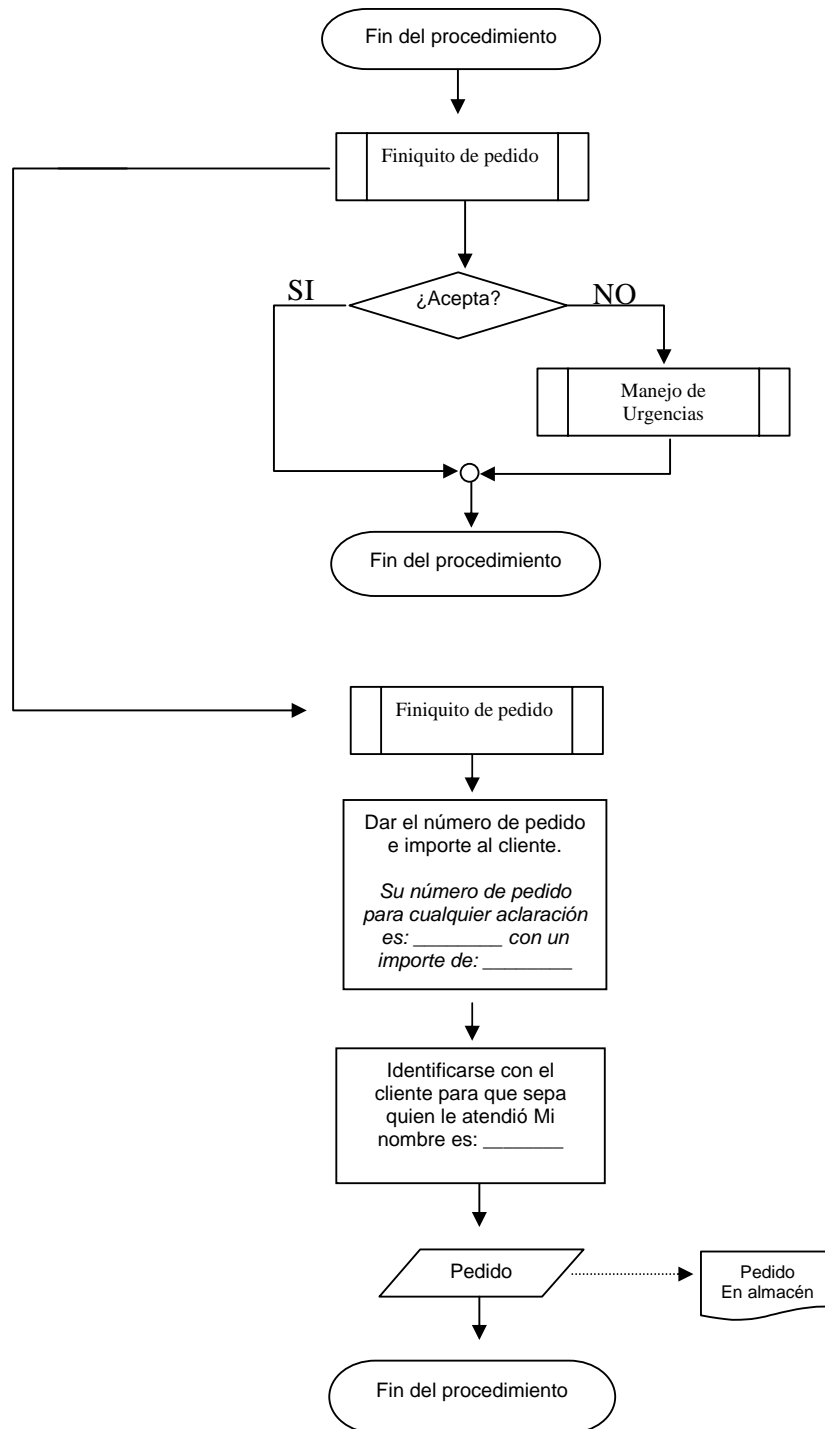 Fin del procedimiento
Finiquito de pedido
¿Acepta?
SI
NO
Manejo de
Urgencias
Fin del procedimiento
Finiquito de pedido
Dar el número de pedido
e importe al cliente.
Su número de pedido
para cualquier aclaración
es: ________ con un
importe de: ________
Identificarse con el
cliente para que sepa
quien le atendió Mi
nombre es: _______
Pedido
Pedido
En almacén
Fin del procedimiento